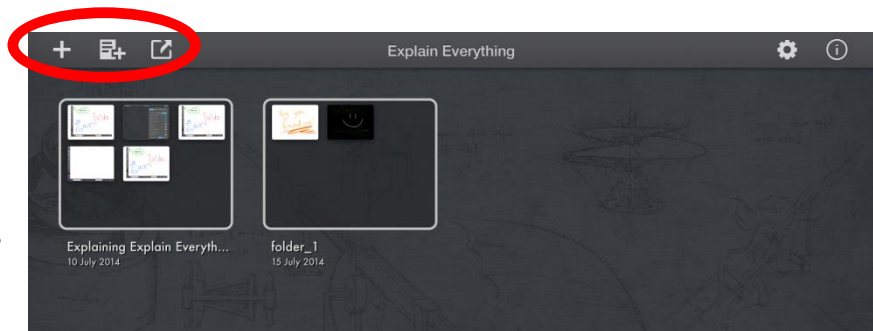 Explain Everything
Explaining Explain Everyth...
10 July 2014
folder_1
15 July 2014